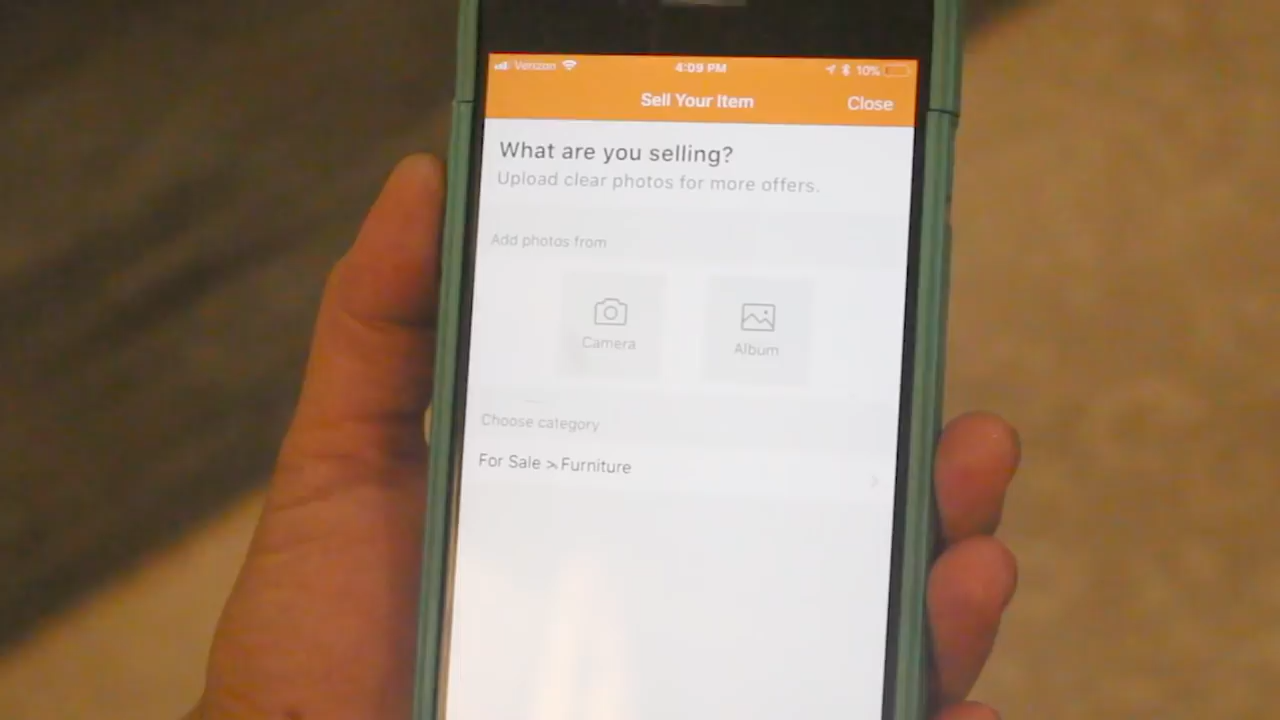 Verizon 4:09 PM 10%
Sell Your Item Close
What are you selling?
Upload clear photos for more offers.
Add photos from
Camera Album
Choose category
For Sale > Furniture